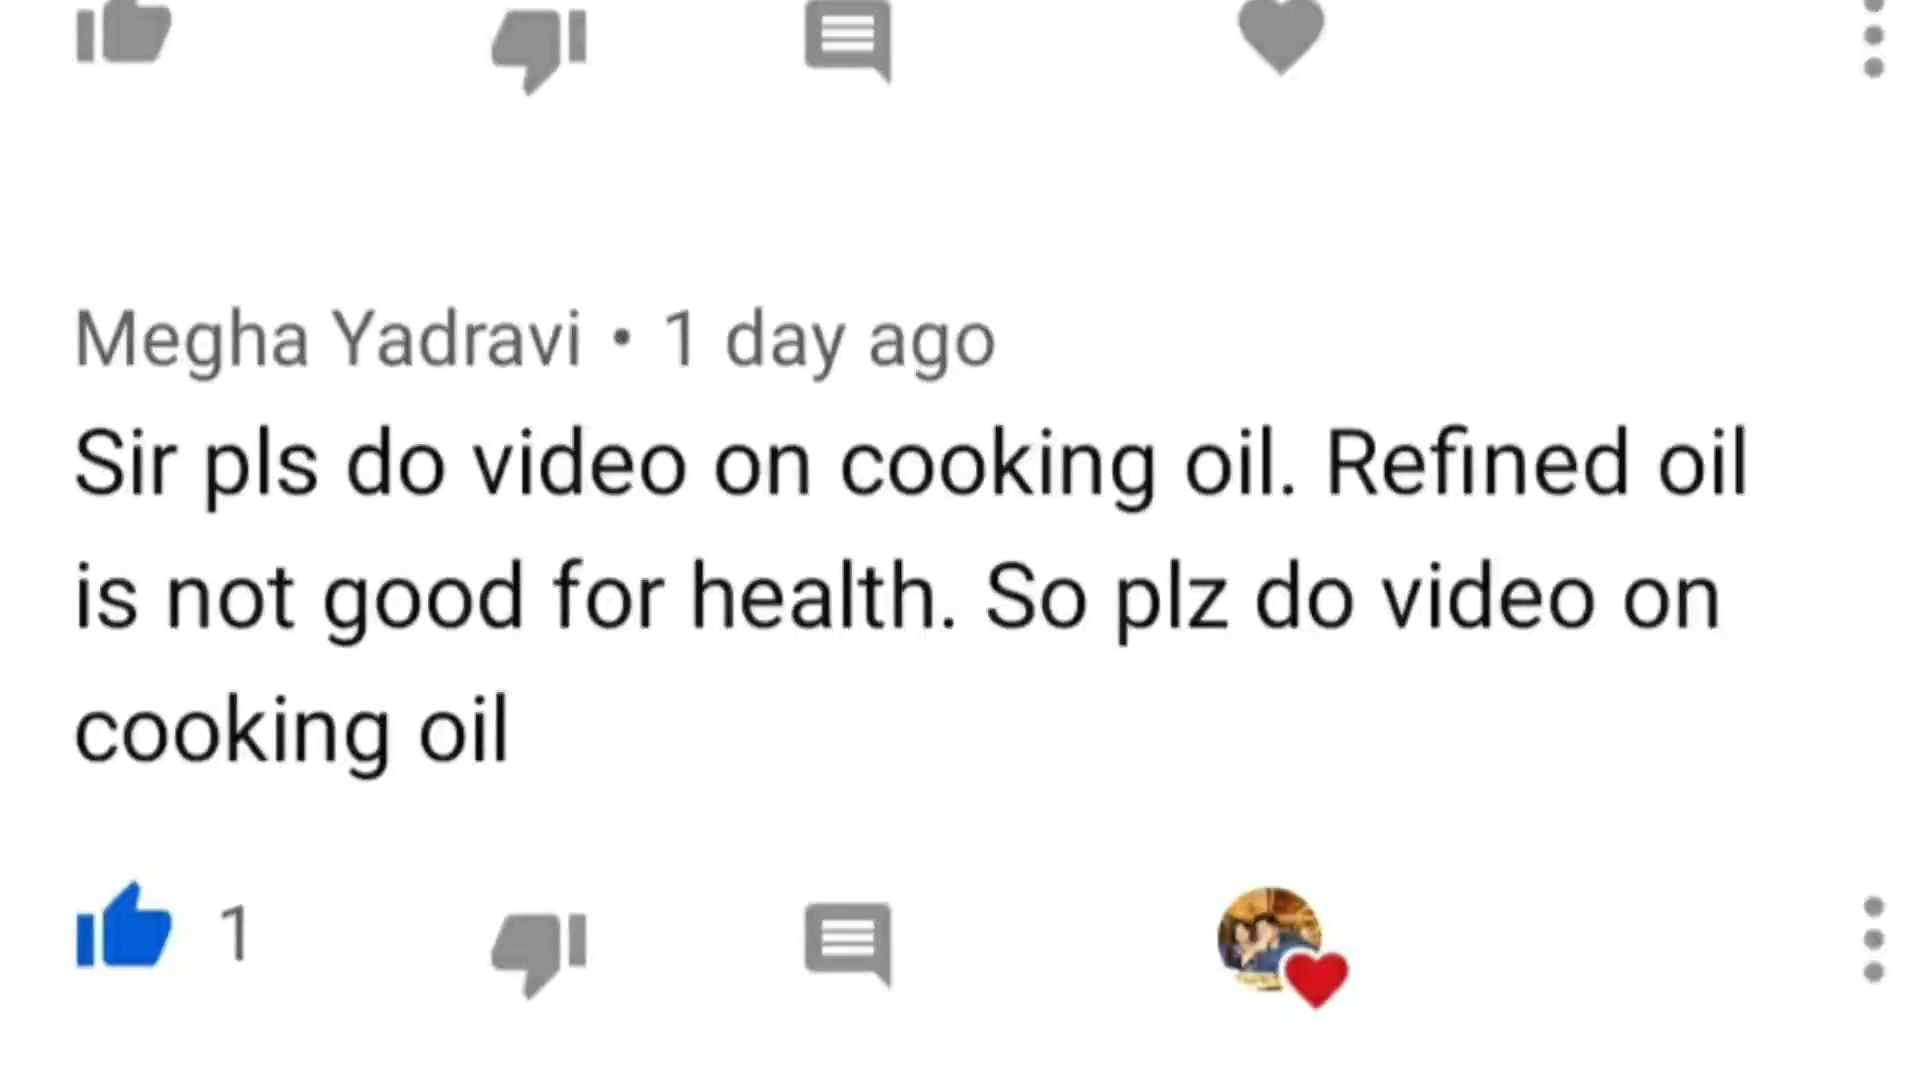 Megha Yadravi • 1 day ago
Sir pls do video on cooking oil. Refined oil
is not good for health. So plz do video on
cooking oil
1